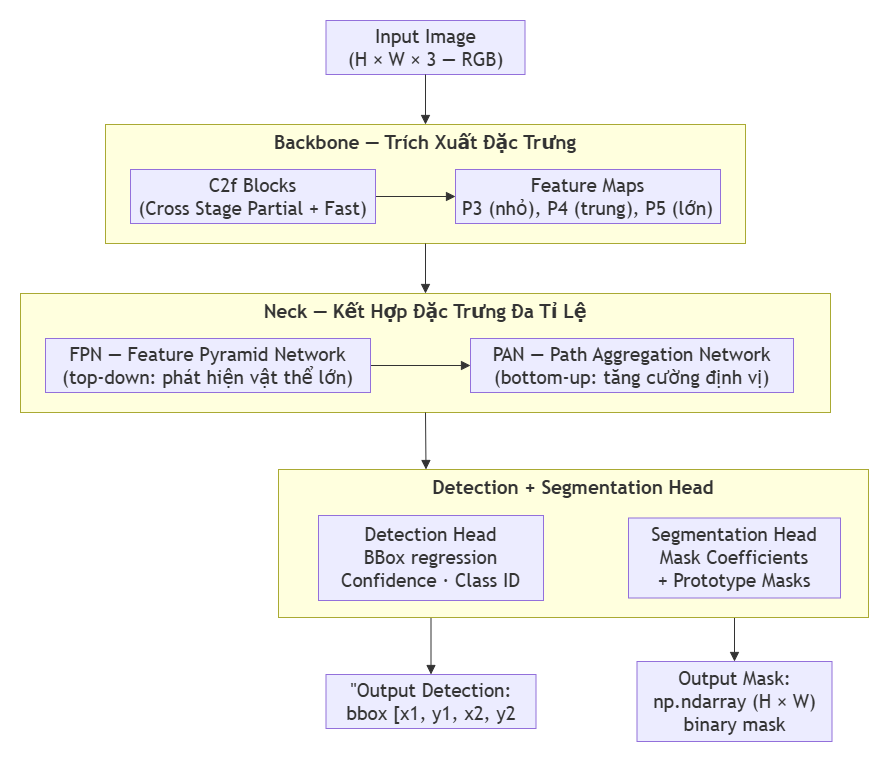 Input Image
(H × W × 3 — RGB)
Backbone — Trích Xuất Đặc Trưng
C2f Blocks
(Cross Stage Partial + Fast)
Feature Maps
P3 (nhỏ), P4 (trung), P5 (lớn)
Neck — Kết Hợp Đặc Trưng Đa Tỉ Lệ
FPN — Feature Pyramid Network
(top-down: phát hiện vật thể lớn)
PAN — Path Aggregation Network
(bottom-up: tăng cường định vị)
Detection + Segmentation Head
Detection Head
BBox regression
Confidence · Class ID
Segmentation Head
Mask Coefficients
+ Prototype Masks
"Output Detection:
bbox [x1, y1, x2, y2
Output Mask:
np.ndarray (H × W)
binary mask